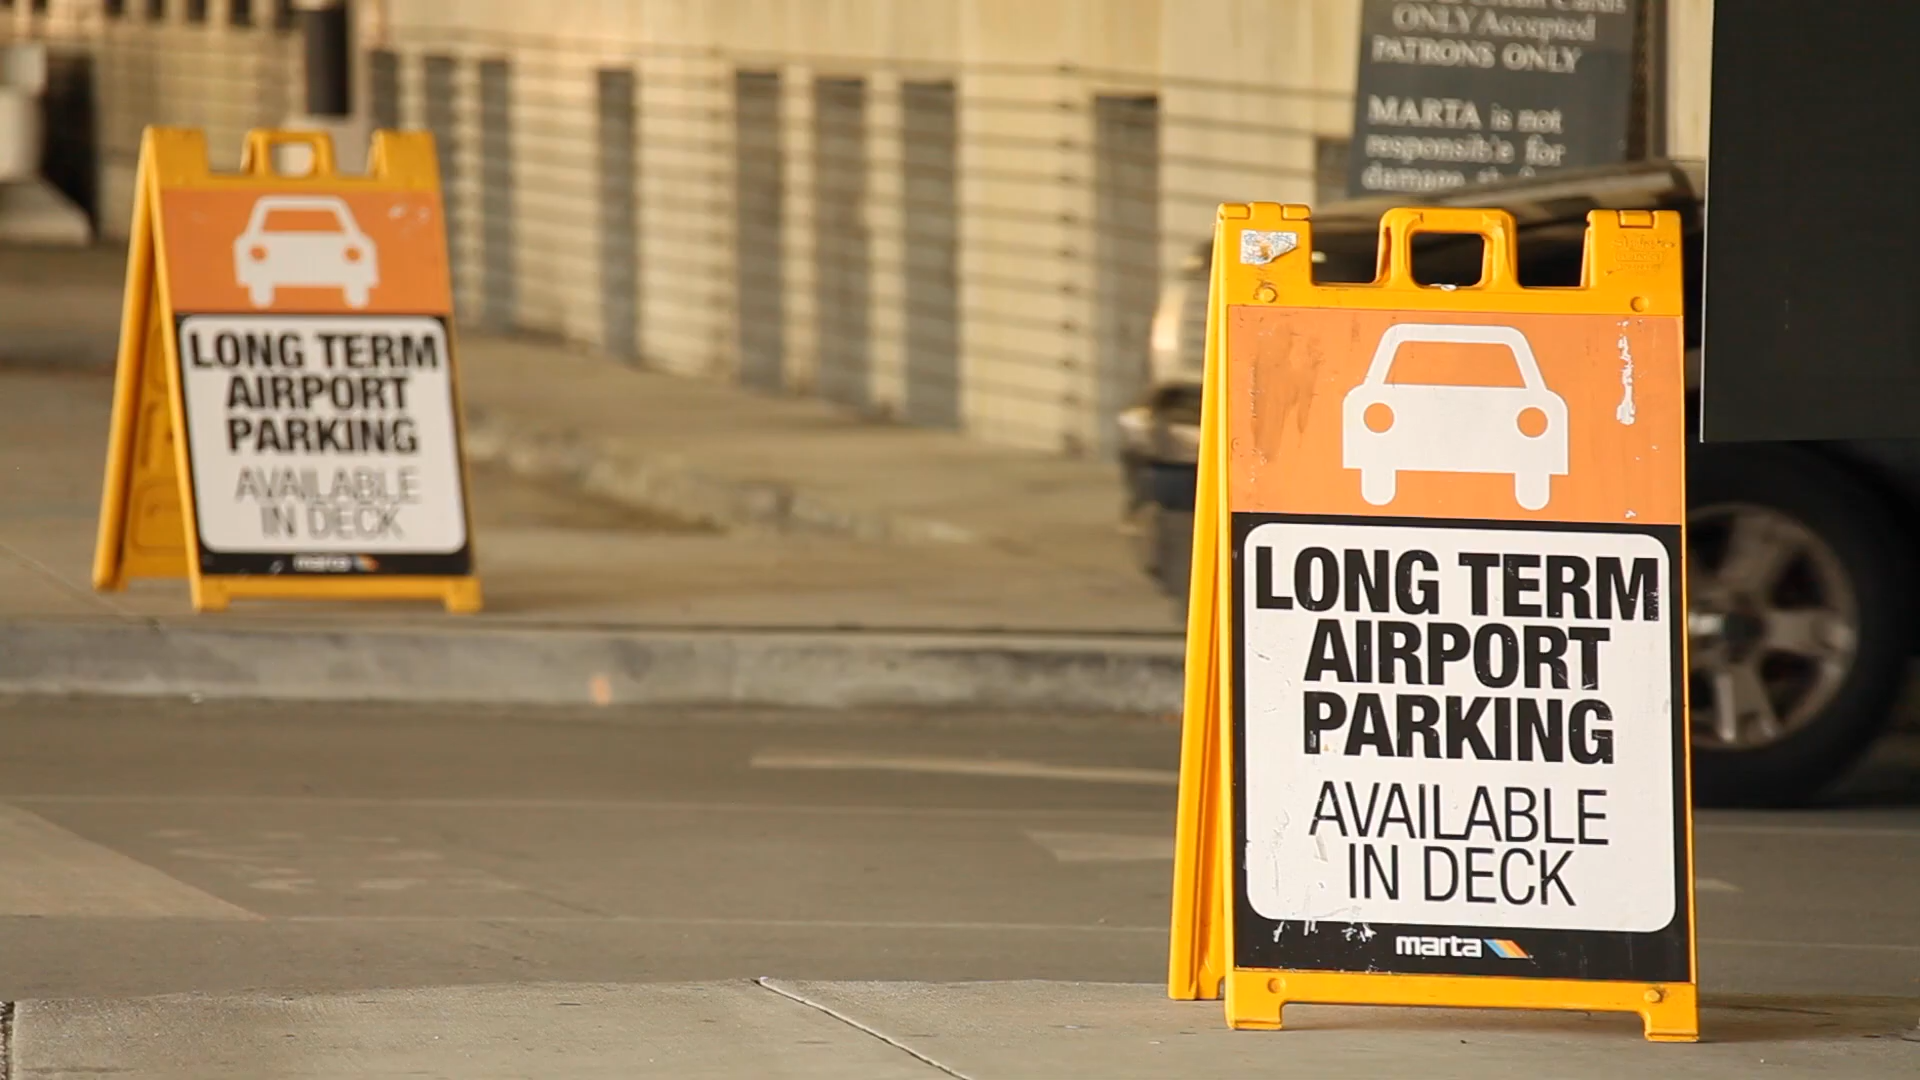 LONG TERM
AIRPORT
PARKING
AVAILABLE
IN DECK
marta
ONLY Accepted
PATRONS ONLY
MARTA is not
responsible for
damage
LONG TERM
AIRPORT
PARKING
AVAILABLE
IN DECK
marta